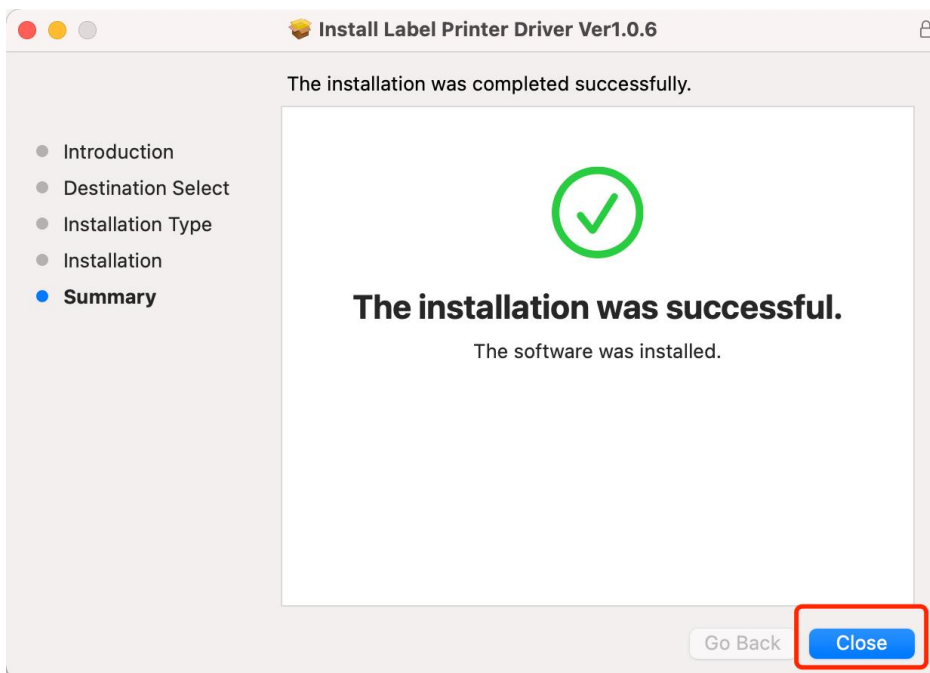 Install Label Printer Driver Ver1.0.6
The installation was completed successfully.
Introduction
Destination Select
Installation Type
Installation
Summary
The installation was successful.
The software was installed.
Go Back
Close